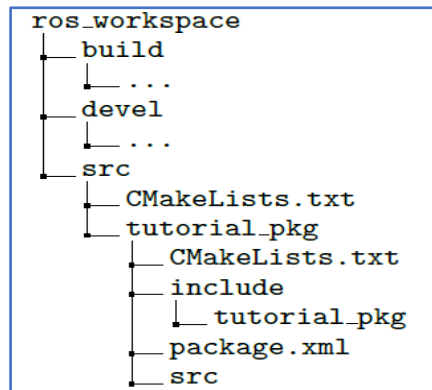 ros_workspace
build
...
devel
...
src
CMakeLists.txt
tutorial_pkg
CMakeLists.txt
include
tutorial_pkg
package.xml
src